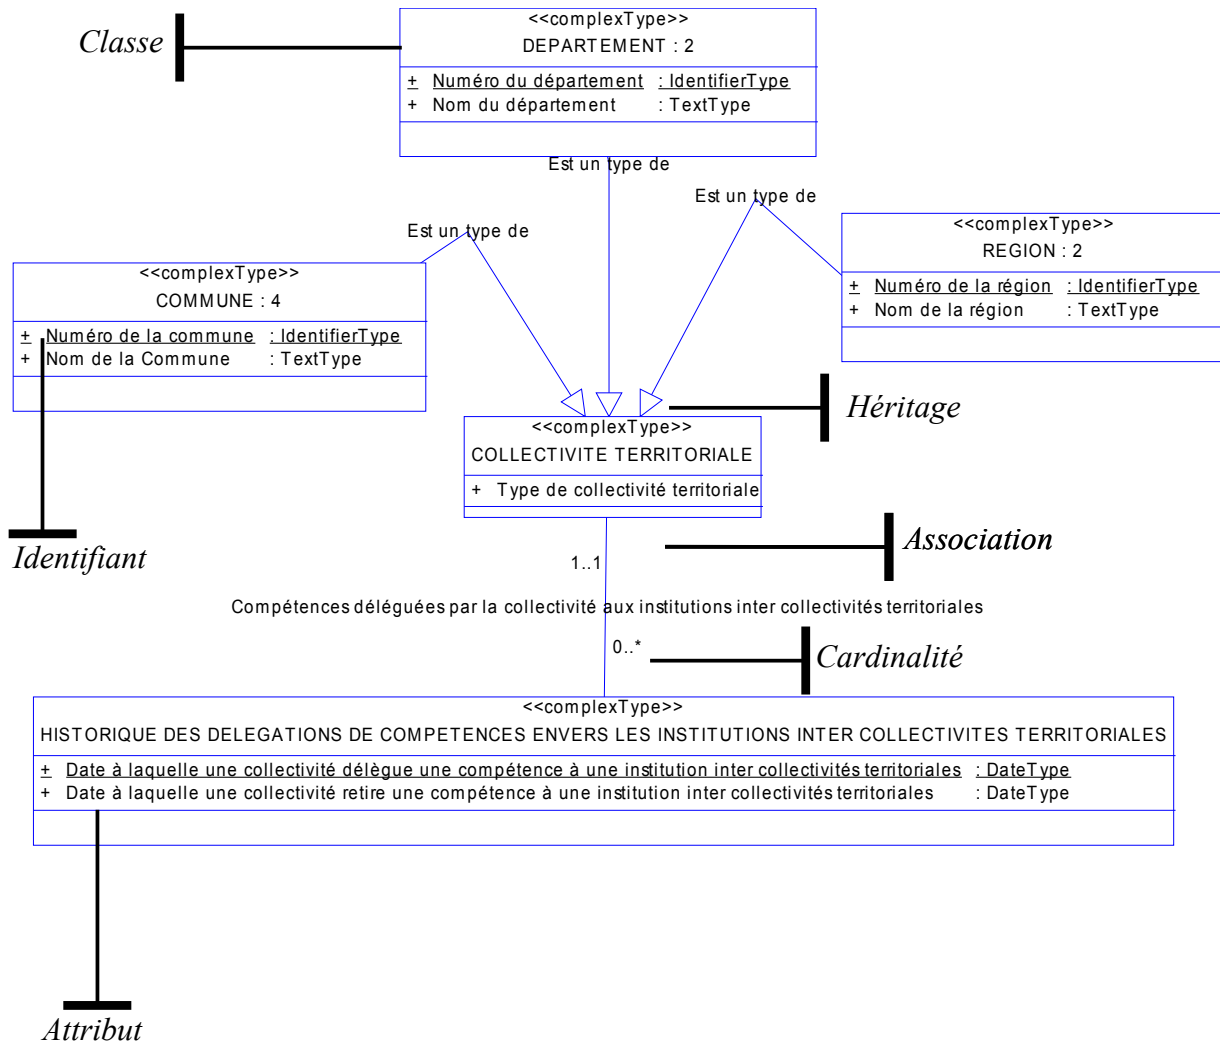 Classe
<<complexType>>
DEPARTEMENT : 2
+ Numéro du département : IdentifierType
+ Nom du département : TextType
Est un type de
Est un type de
Est un type de
<<complexType>>
REGION : 2
+ Numéro de la région : IdentifierType
+ Nom de la région : TextType
<<complexType>>
COMMUNE : 4
+ Numéro de la commune : IdentifierType
+ Nom de la Commune : TextType
Héritage
<<complexType>>
COLLECTIVITE TERRITORIALE
+ Type de collectivité territoriale
Identifiant
Association
1..1
Compétences déléguées par la collectivité aux institutions inter collectivités territoriales
0..*
Cardinalité
<<complexType>>
HISTORIQUE DES DELEGATIONS DE COMPETENCES ENVERS LES INSTITUTIONS INTER COLLECTIVITES TERRITORIALES
+ Date à laquelle une collectivité délègue une compétence à une institution inter collectivités territoriales : DateType
+ Date à laquelle une collectivité retire une compétence à une institution inter collectivités territoriales : DateType
Attribut